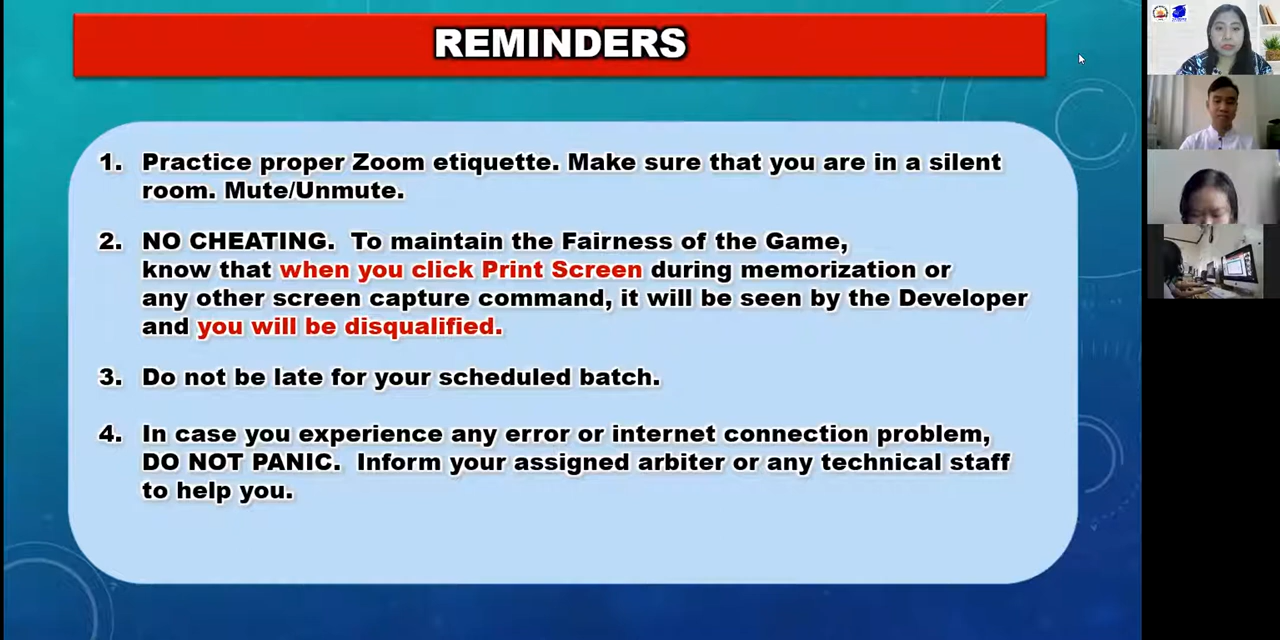 REMINDERS
1. Practice proper Zoom etiquette. Make sure that you are in a silent
room. Mute/Unmute.
2. NO CHEATING. To maintain the Fairness of the Game,
know that when you click Print Screen during memorization or
any other screen capture command, it will be seen by the Developer
and you will be disqualified.
3. Do not be late for your scheduled batch.
4. In case you experience any error or internet connection problem,
DO NOT PANIC. Inform your assigned arbiter or any technical staff
to help you.